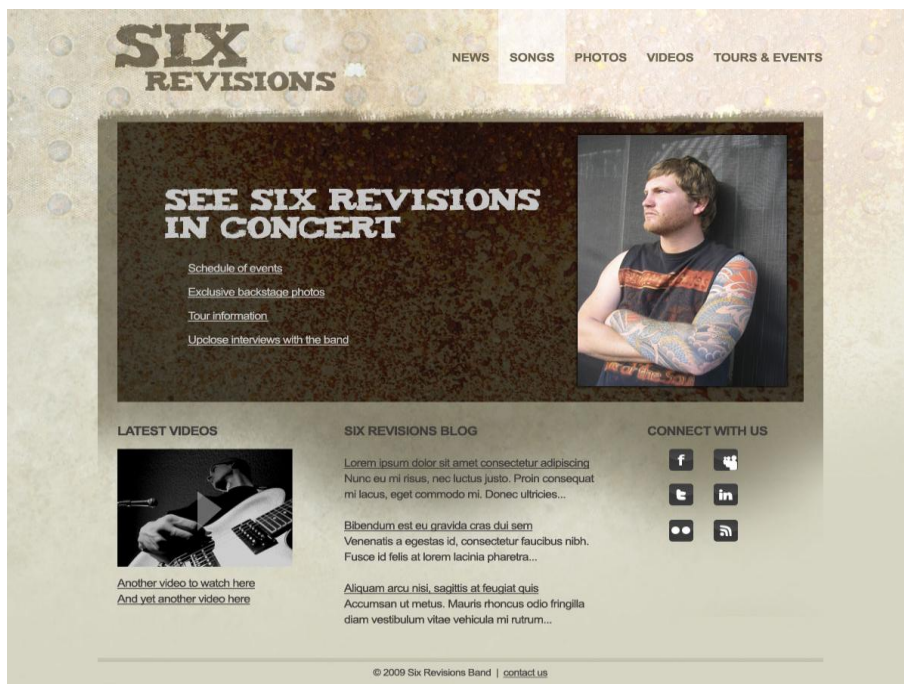 SIX
REVISIONS
NEWS SONGS PHOTOS VIDEOS TOURS & EVENTS
SEE SIX REVISIONS
IN CONCERT
Schedule of events
Exclusive backstage photos
Tour information
Upclose interviews with the band
LATEST VIDEOS
Another video to watch here
And yet another video here
SIX REVISIONS BLOG
Lorem ipsum dolor sit amet consectetur adipiscing
Nunc eu mi risus, nec luctus justo. Proin consequat
mi lacus, eget commodo mi. Donec ultricies...
Bibendum est eu gravida cras dui sem
Venenatis a egestas id, consectetur faucibus nibh.
Fusce id felis at lorem lacinia pharetra...
Aliquam arcu nisi, sagittis at feugiat quis
Accumsan ut metus. Mauris rhoncus odio fringilla
diam vestibulum vitae vehicula mi rutrum...
CONNECT WITH US
f
t
in
© 2009 Six Revisions Band | contact us